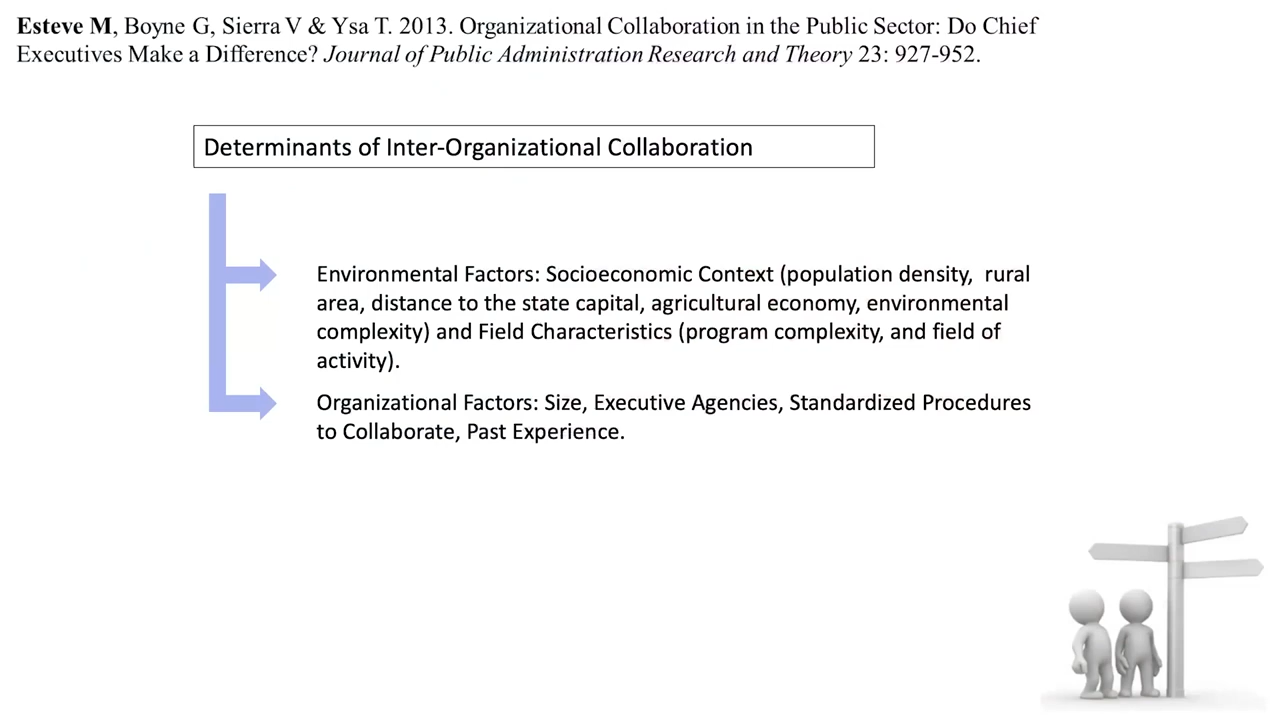 Esteve M, Boyne G, Sierra V & Ysa T. 2013. Organizational Collaboration in the Public Sector: Do Chief
Executives Make a Difference? Journal of Public Administration Research and Theory 23: 927-952.
Determinants of Inter-Organizational Collaboration
Environmental Factors: Socioeconomic Context (population density, rural
area, distance to the state capital, agricultural economy, environmental
complexity) and Field Characteristics (program complexity, and field of
activity).
Organizational Factors: Size, Executive Agencies, Standardized Procedures
to Collaborate, Past Experience.